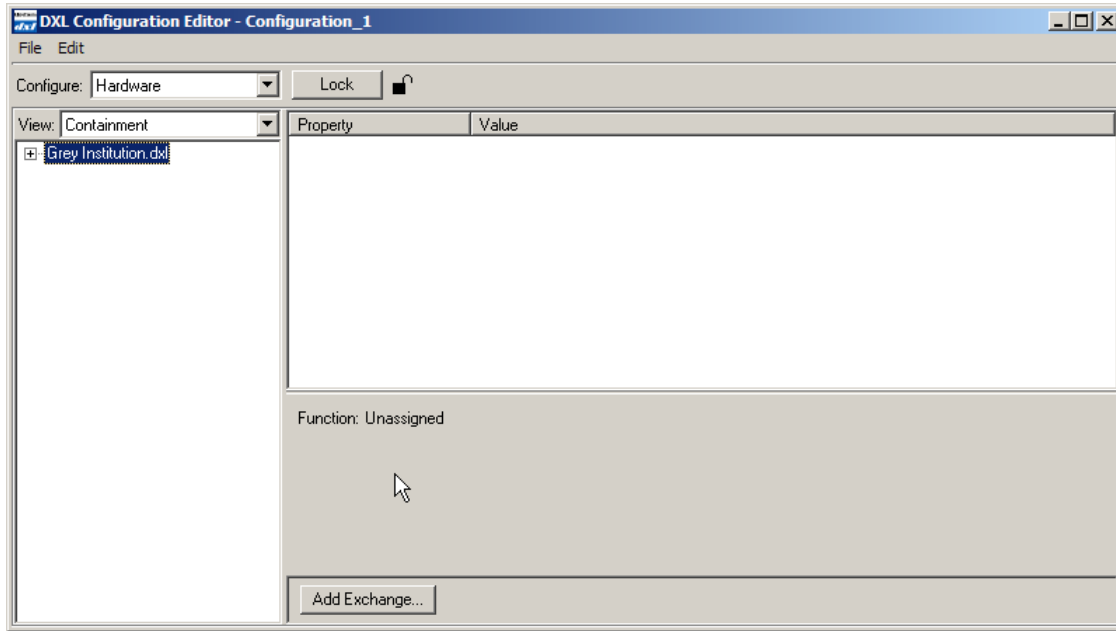 DXL Configuration Editor - Configuration_1
File Edit
Configure: Hardware Lock
View: Containment
Property Value
Grey Institution.dxl
Function: Unassigned
Add Exchange...